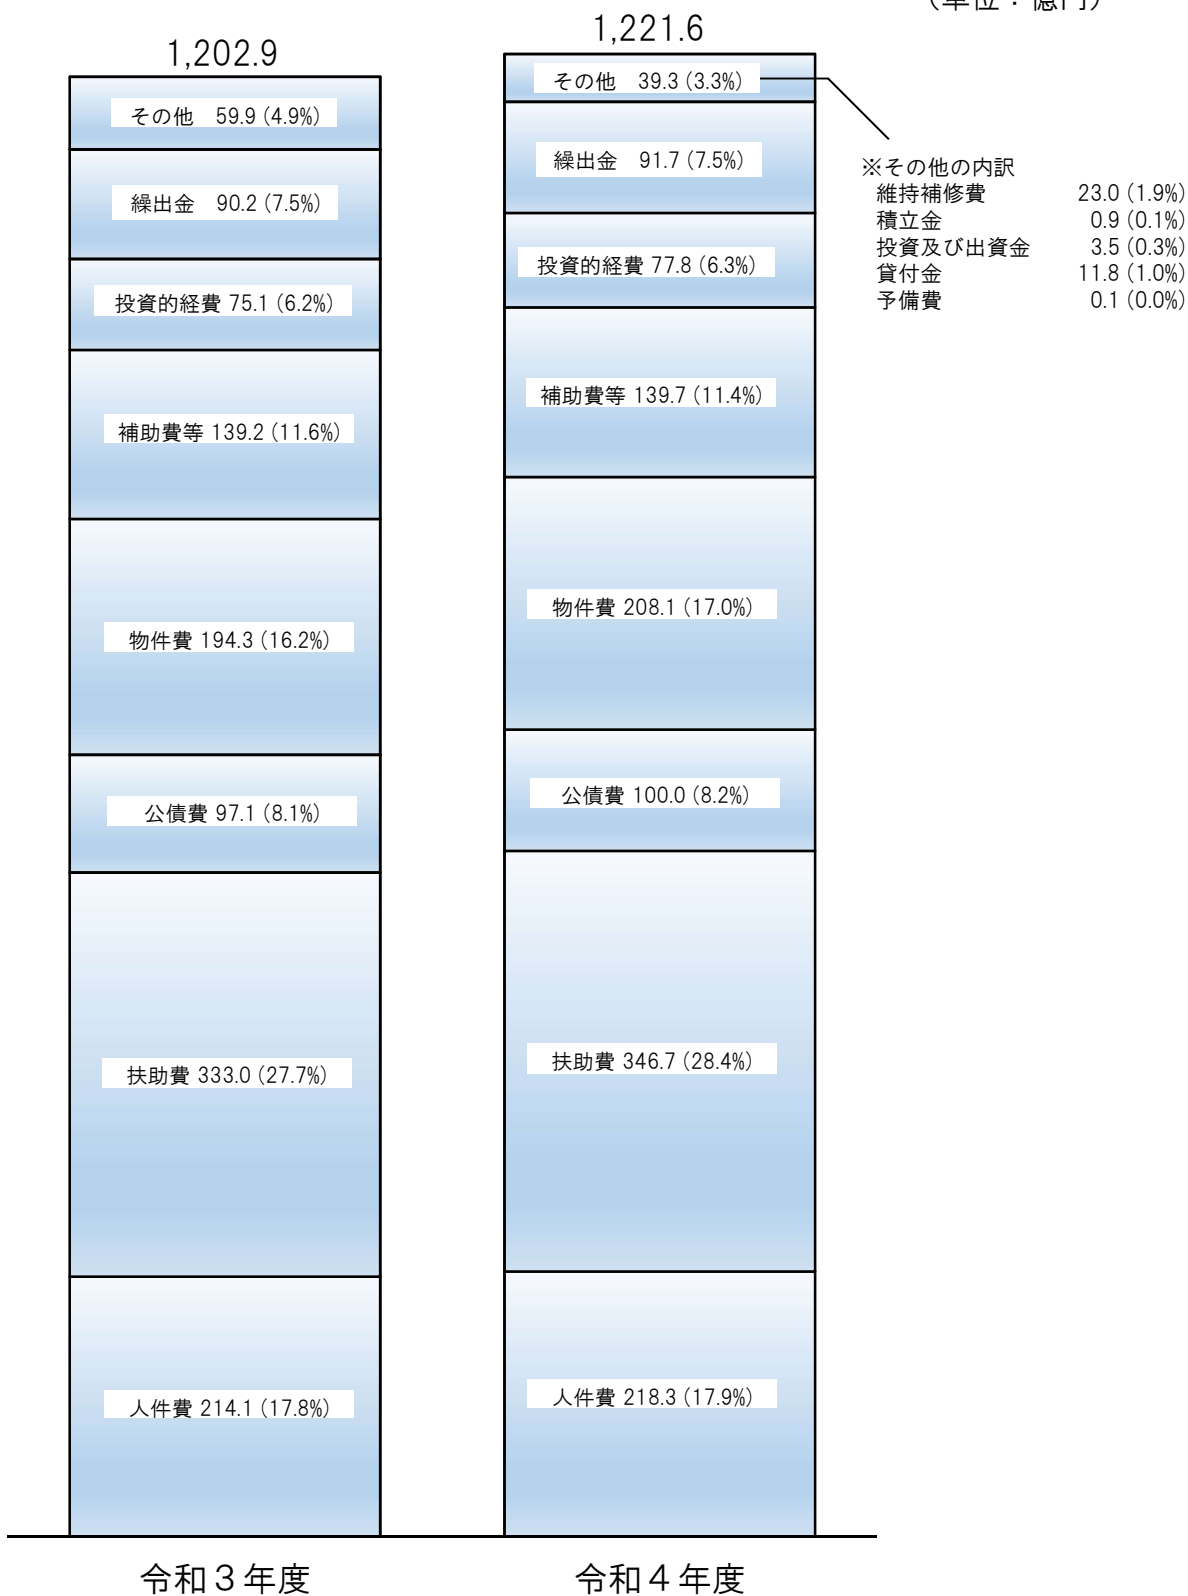 （単位：億円）
1,202.9
その他　59.9 (4.9%)
繰出金　90.2 (7.5%)
投資的経費 75.1 (6.2%)
補助費等 139.2 (11.6%)
物件費 194.3 (16.2%)
公債費 97.1 (8.1%)
扶助費 333.0 (27.7%)
人件費 214.1 (17.8%)
令和３年度
1,221.6
その他　39.3 (3.3%)
繰出金　91.7 (7.5%)
投資的経費 77.8 (6.3%)
補助費等 139.7 (11.4%)
物件費 208.1 (17.0%)
公債費 100.0 (8.2%)
扶助費 346.7 (28.4%)
人件費 218.3 (17.9%)
令和４年度
※その他の内訳
維持補修費　23.0 (1.9%)
積立金　0.9 (0.1%)
投資及び出資金　3.5 (0.3%)
貸付金　11.8 (1.0%)
予備費　0.1 (0.0%)